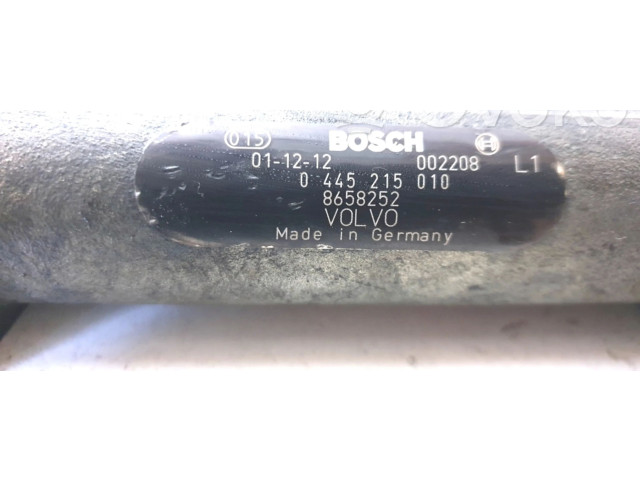 015 BOSCH
01-12-12 002208 L1
0 445 215 010
8658252
VOLVO
Made in Germany